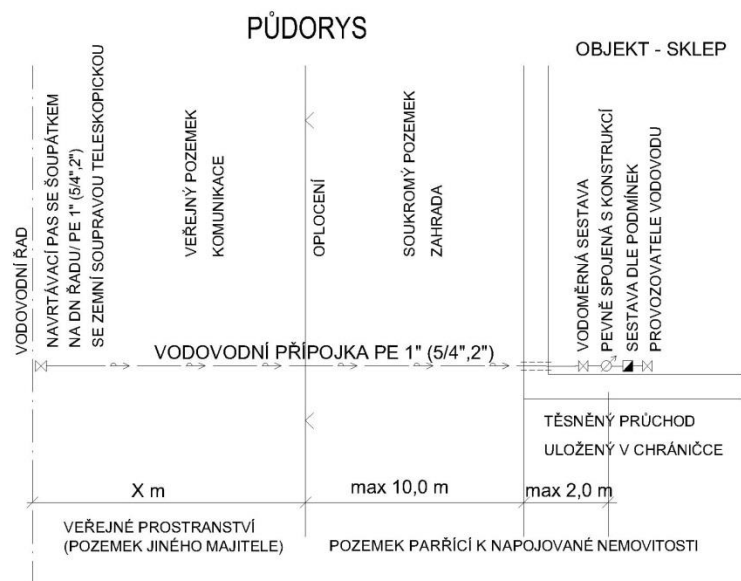 PŮDORYS
OBJEKT - SKLEP
VODOVODNÍ ŘAD
NAVRTÁVACÍ PAS SE ŠOUPÁTKEM
NA DN ŘADU/ PE 1" (5/4",2")
SE ZEMNÍ SOUPRAVOU TELESKOPICKOU
VEŘEJNÝ POZEMEK
KOMUNIKACE
OPLOCENÍ
SOUKROMÝ POZEMEK
ZAHRADA
VODOMĚRNÁ SESTAVA
PEVNĚ SPOJENÁ S KONSTRUKCÍ
SESTAVA DLE PODMÍNEK
PROVOZOVATELE VODOVODU
VODOVODNÍ PŘÍPOJKA PE 1" (5/4",2")
TĚSNĚNÝ PRŮCHOD
ULOŽENÝ V CHRÁNIČCE
X m
max 10,0 m
max 2,0 m
VEŘEJNÉ PROSTRANSTVÍ
(POZEMEK JINÉHO MAJITELE)
POZEMEK PARŘÍCÍ K NAPOJOVANÉ NEMOVITOSTI